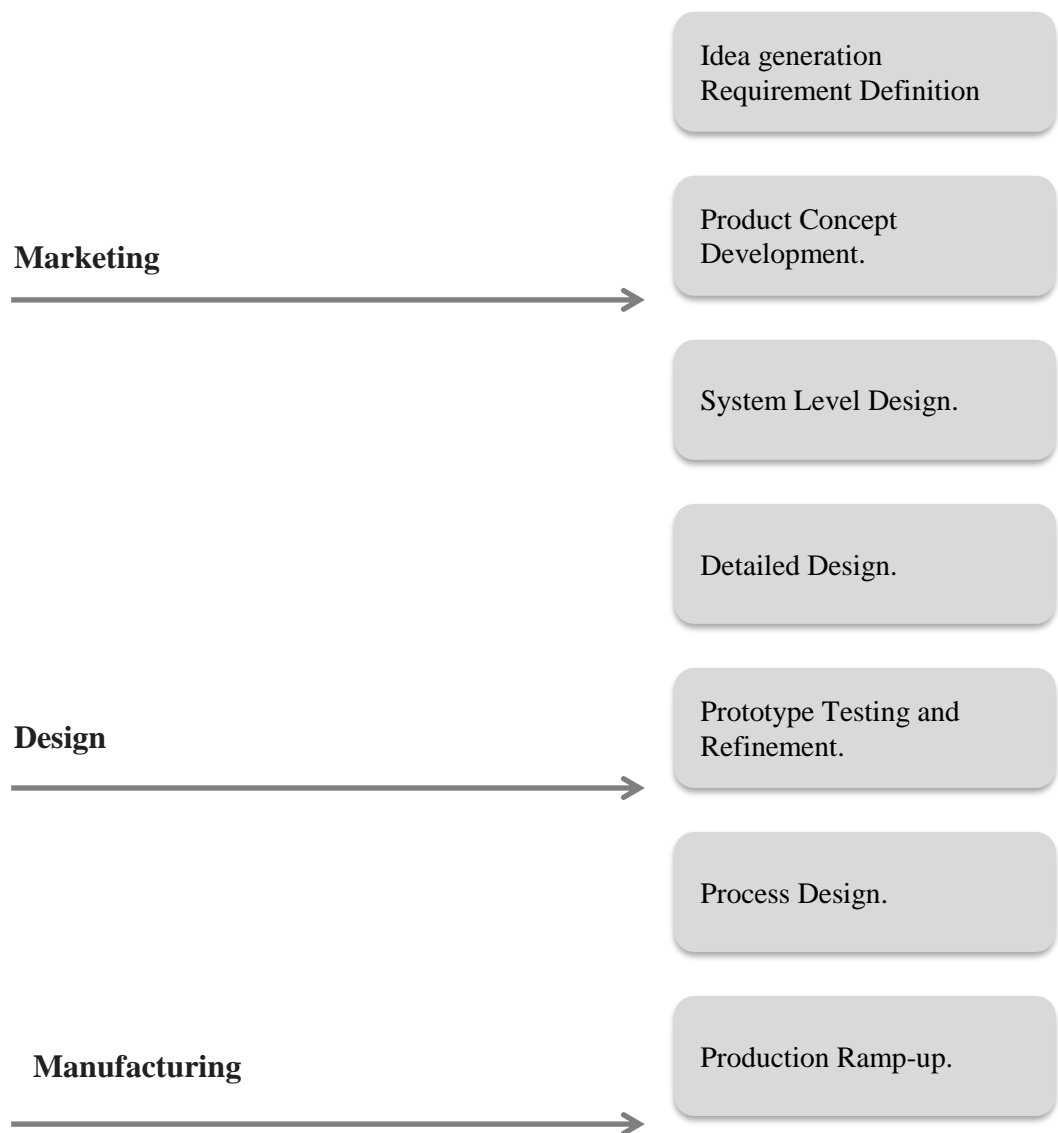 Idea generation
Requirement Definition
Product Concept
Development.
Marketing
System Level Design.
Detailed Design.
Prototype Testing and
Refinement.
Design
Process Design.
Production Ramp-up.
Manufacturing